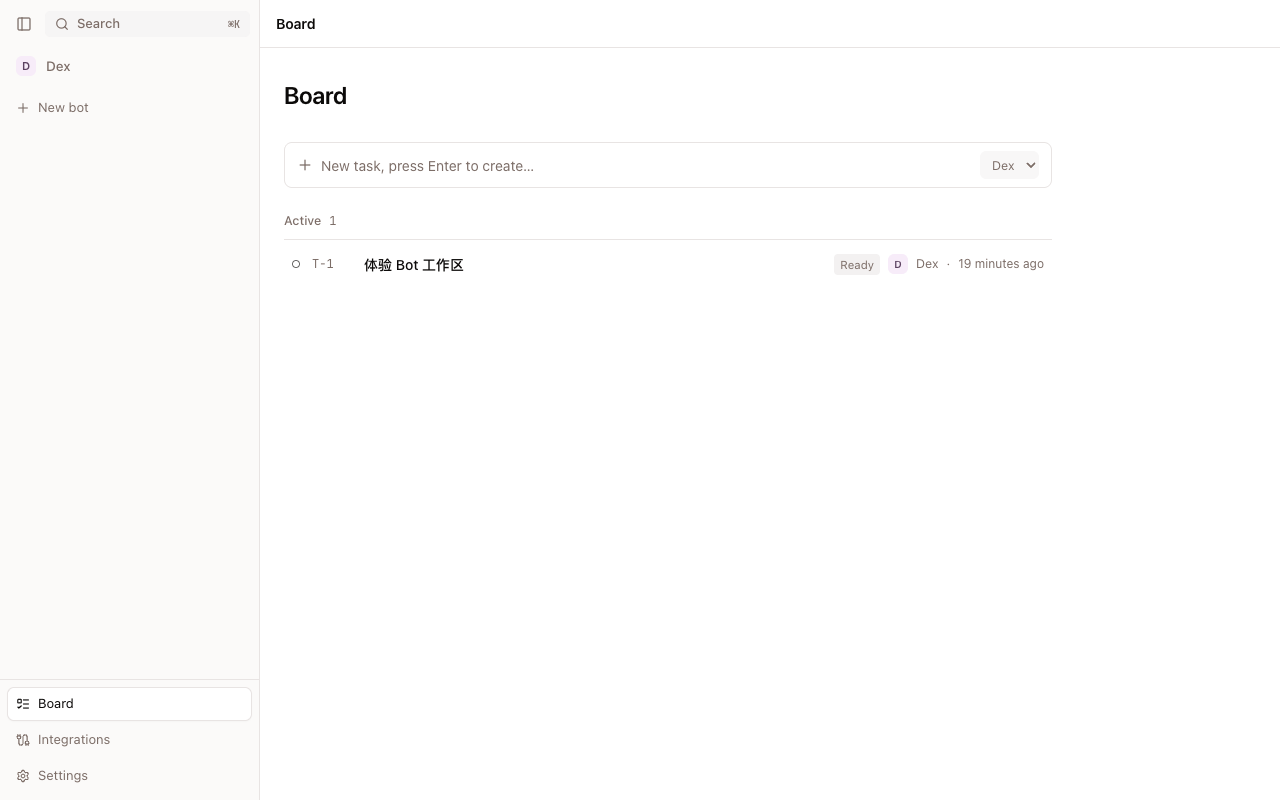 Search ⌘K
D Dex
New bot
Board
Integrations
Settings
Board
Board
New task, press Enter to create... Dex
Active 1
T-1 体验 Bot 工作区 Ready D Dex · 19 minutes ago